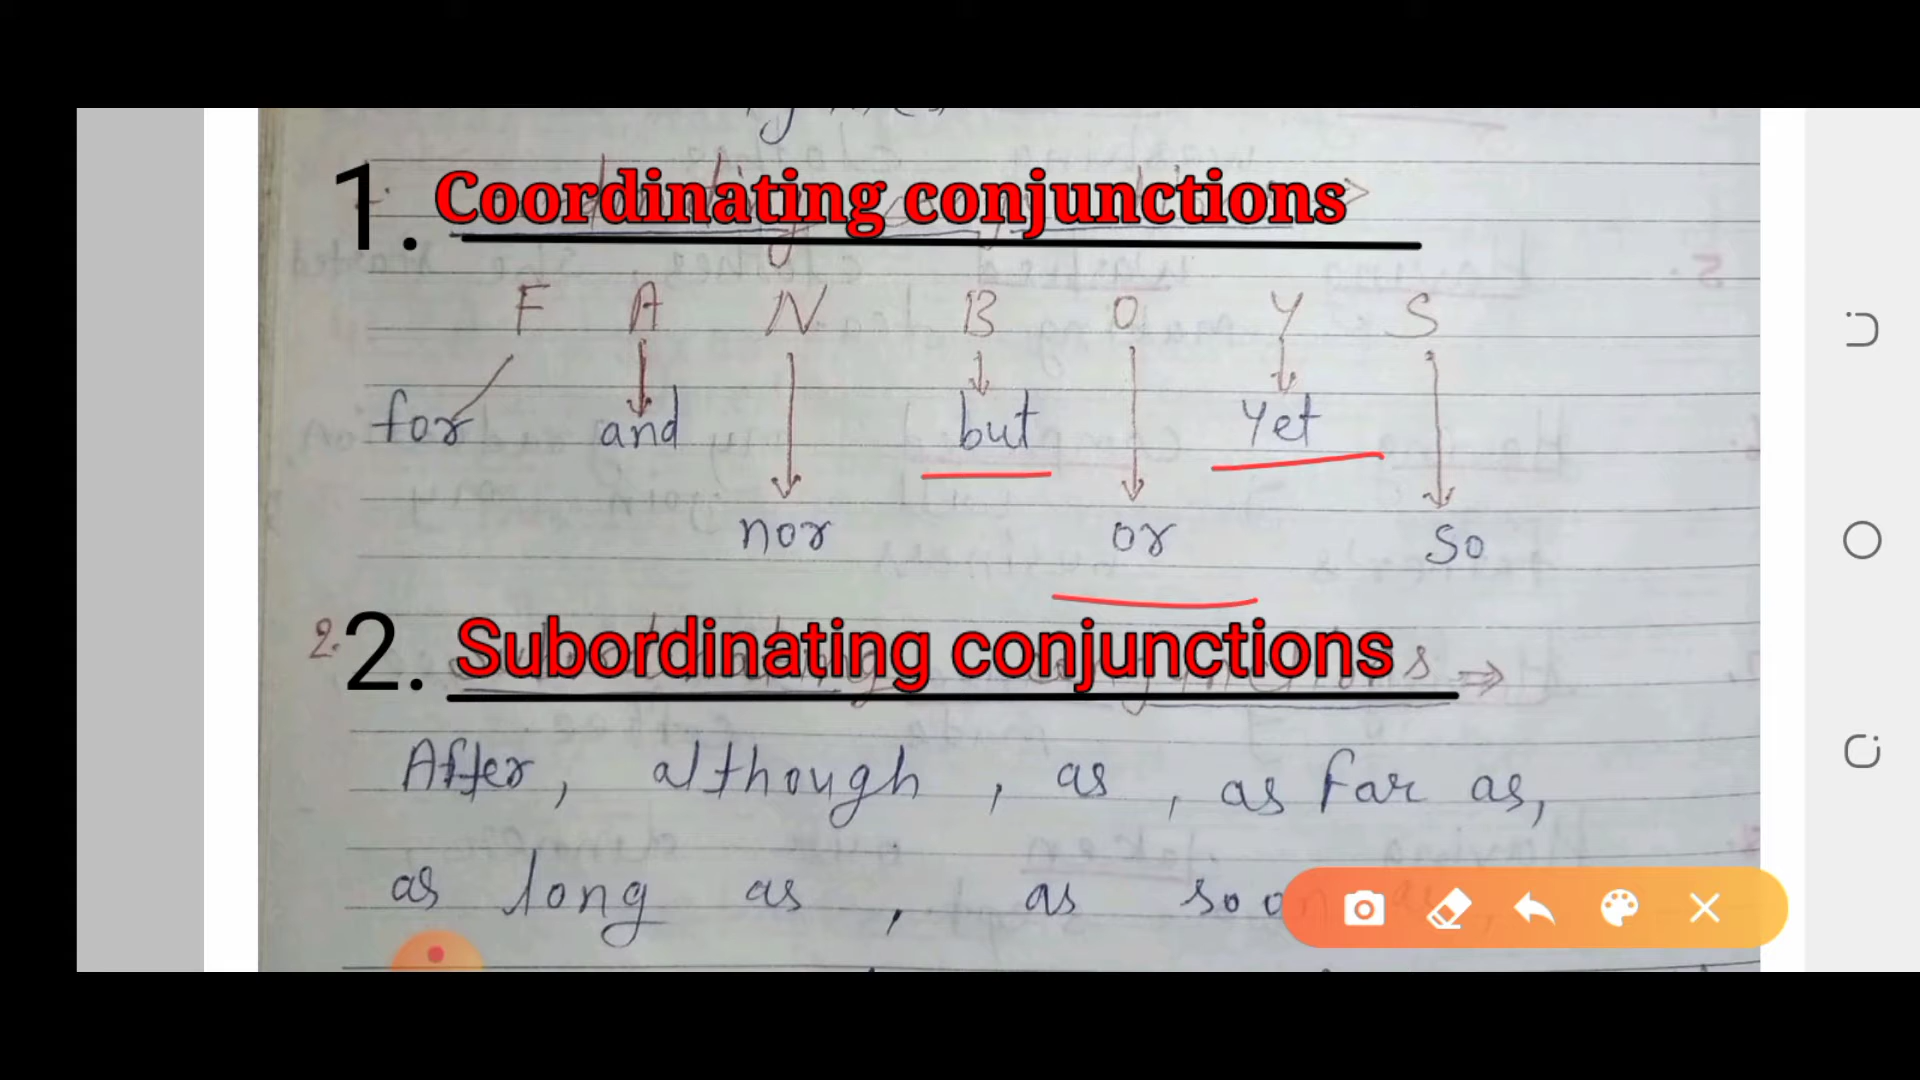 1. Coordinating conjunctions
F A N B O Y S
for and but Yet
nor or so
2. Subordinating conjunctions
After, although, as, as far as,
as long as, as soon